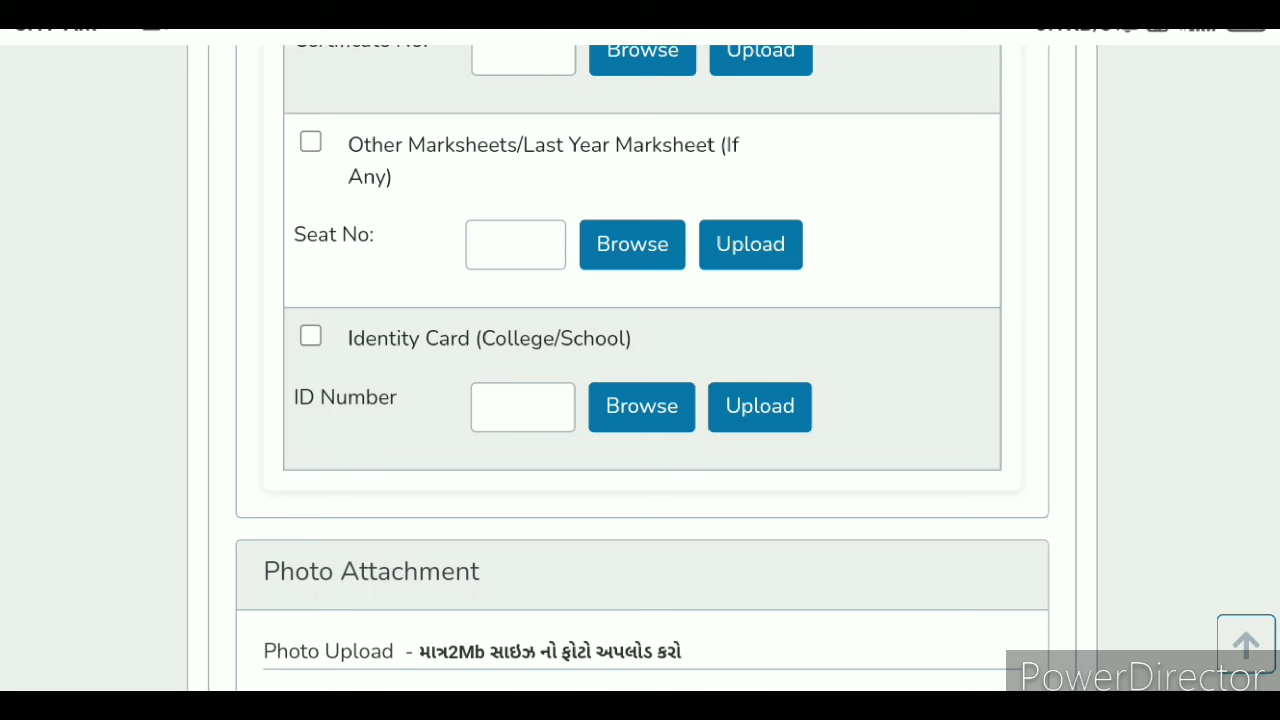 Browse Upload
Other Marksheets/Last Year Marksheet (If
Any)
Seat No: Browse Upload
Identity Card (College/School)
ID Number Browse Upload
Photo Attachment
Photo Upload - માત્ર2Mb સાઇઝ નો ફોટો અપલોડ કરો
PowerDirector